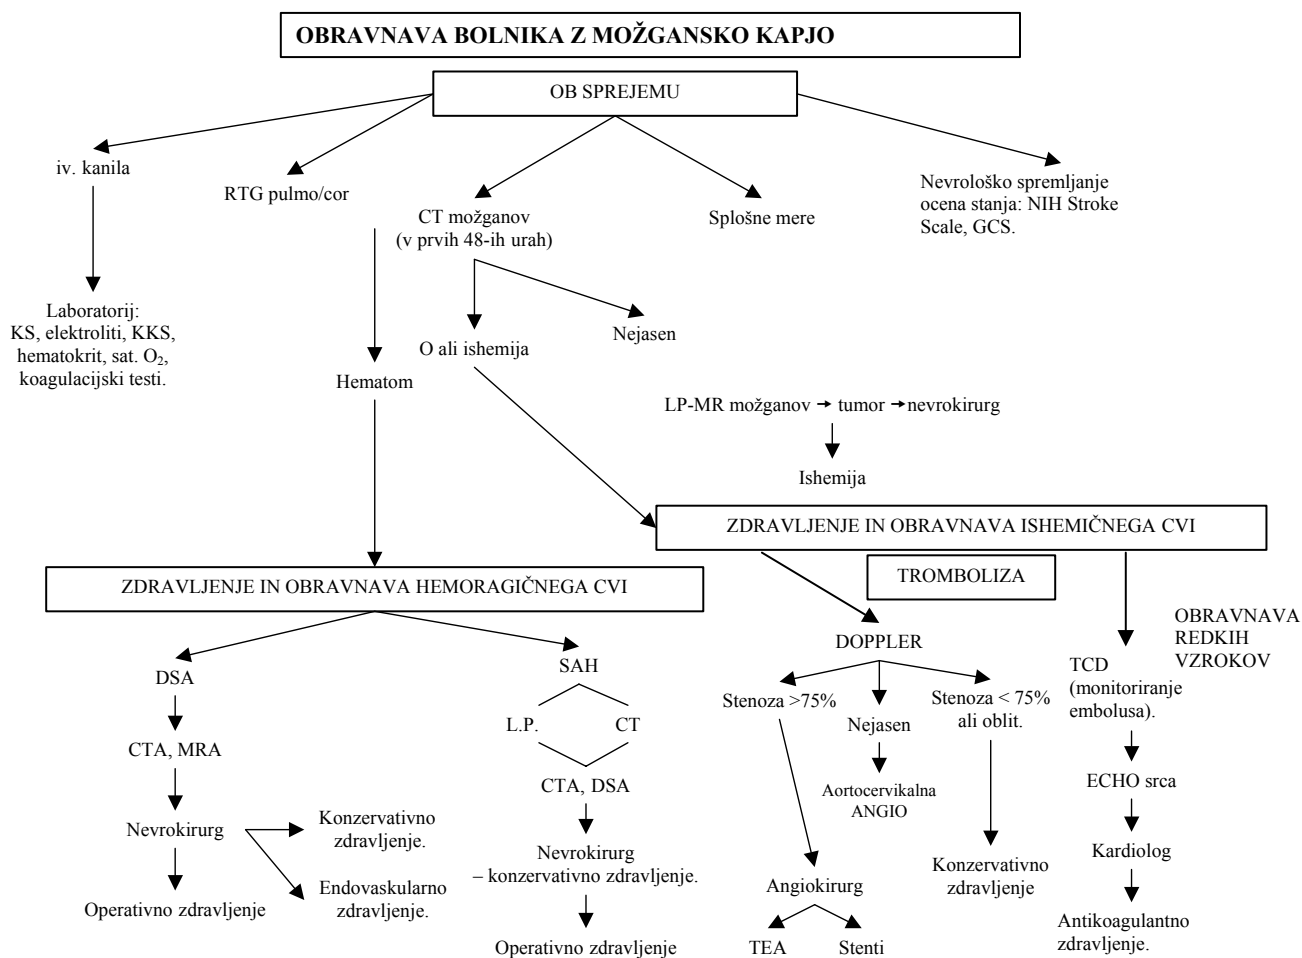 OBRAVNAVA BOLNIKA Z MOŽGANSKO KAPJO
OB SPREJEMU
iv. kanila
RTG pulmo/cor
CT možganov
(v prvih 48-ih urah)
Splošne mere
Nevrološko spremljanje
ocena stanja: NIH Stroke
Scale, GCS.
Laboratorij:
KS, elektroliti, KKS,
hematokrit, sat. O₂,
koagulacijski testi.
Hematom
O ali ishemija
Nejasen
LP-MR možganov → tumor → nevrokirurg
Ishemija
ZDRAVLJENJE IN OBRAVNAVA ISHEMIČNEGA CVI
TROMBOLIZA
ZDRAVLJENJE IN OBRAVNAVA HEMORAGIČNEGA CVI
DSA
CTA, MRA
Nevrokirurg
Konzervativno
zdravljenje.
Endovaskularno
zdravljenje.
Operativno zdravljenje
SAH
L.P.
CT
CTA, DSA
Nevrokirurg
– konzervativno zdravljenje.
Operativno zdravljenje
DOPPLER
Stenoza >75%
Nejasen
Stenoza < 75%
ali oblit.
Aortocervikalna
ANGIO
Angiokirurg
TEA
Stenti
Konzervativno
zdravljenje
OBRAVNAVA
REDKIH
VZROKOV
TCD
(monitoriranje
embolusa).
ECHO srca
Kardiolog
Antikoagulantno
zdravljenje.